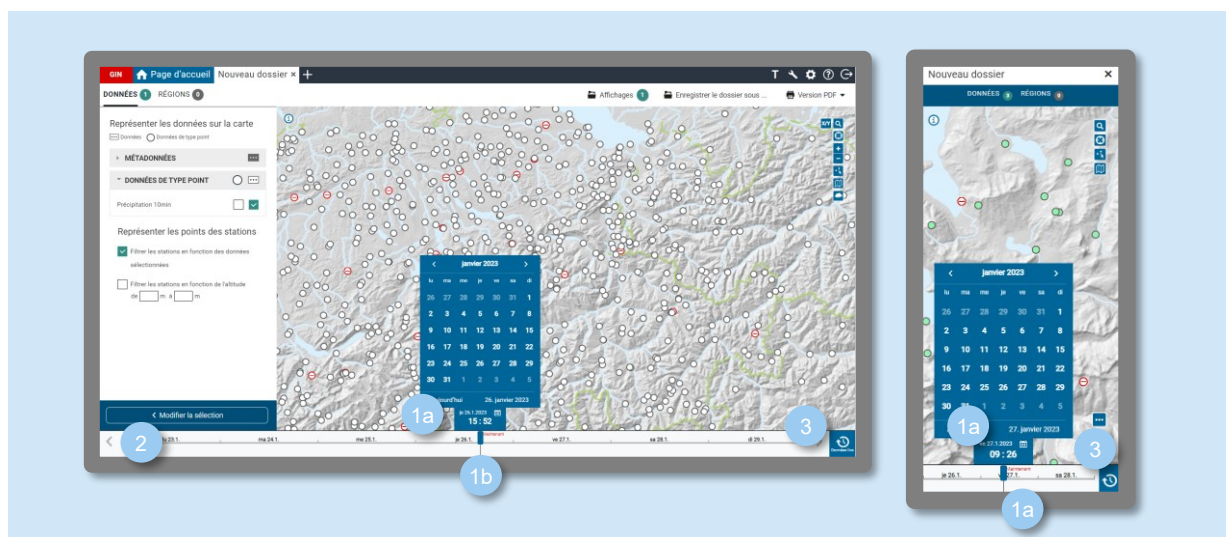 GIN Page d'accueil Nouveau dossier × +
T
DONNÉES 1 RÉGIONS 0
Affichages 1 Enregistrer le dossier sous ... Version PDF
Représenter les données sur la carte
Données Données de type point
MÉTADONNÉES
DONNÉES DE TYPE POINT
Précipitation 10min
Représenter les points des stations
Filtrer les stations en fonction des données
sélectionnées
Filtrer les stations en fonction de l'altitude
de m à m
Modifier la sélection
X/Y
janvier 2023
lu ma me je ve sa di
26 27 28 29 30 31 1
2 3 4 5 6 7 8
9 10 11 12 13 14 15
16 17 18 19 20 21 22
23 24 25 26 27 28 29
30 31 1 2 3 4 5
26. janvier 2023
je 26.1.2023
15 : 52
1a
2
3
23.1. ma 24.1. me 25.1. je 26.1. Maintenant ve 27.1. sa 28.1. di 29.1.
Données live
1b
Nouveau dossier ×
DONNÉES RÉGIONS 0
janvier 2023
lu ma me je ve sa di
26 27 28 29 30 31 1
2 3 4 5 6 7 8
9 10 11 12 13 14 15
16 17 18 19 20 21 22
23 24 25 26 27 28 29
30 31 1 2 3 4 5
27. janvier 2023
ve 27.1.2023
09 : 26
1a
3
je 26.1. Maintenant 27.1. sa 28.1.
1a